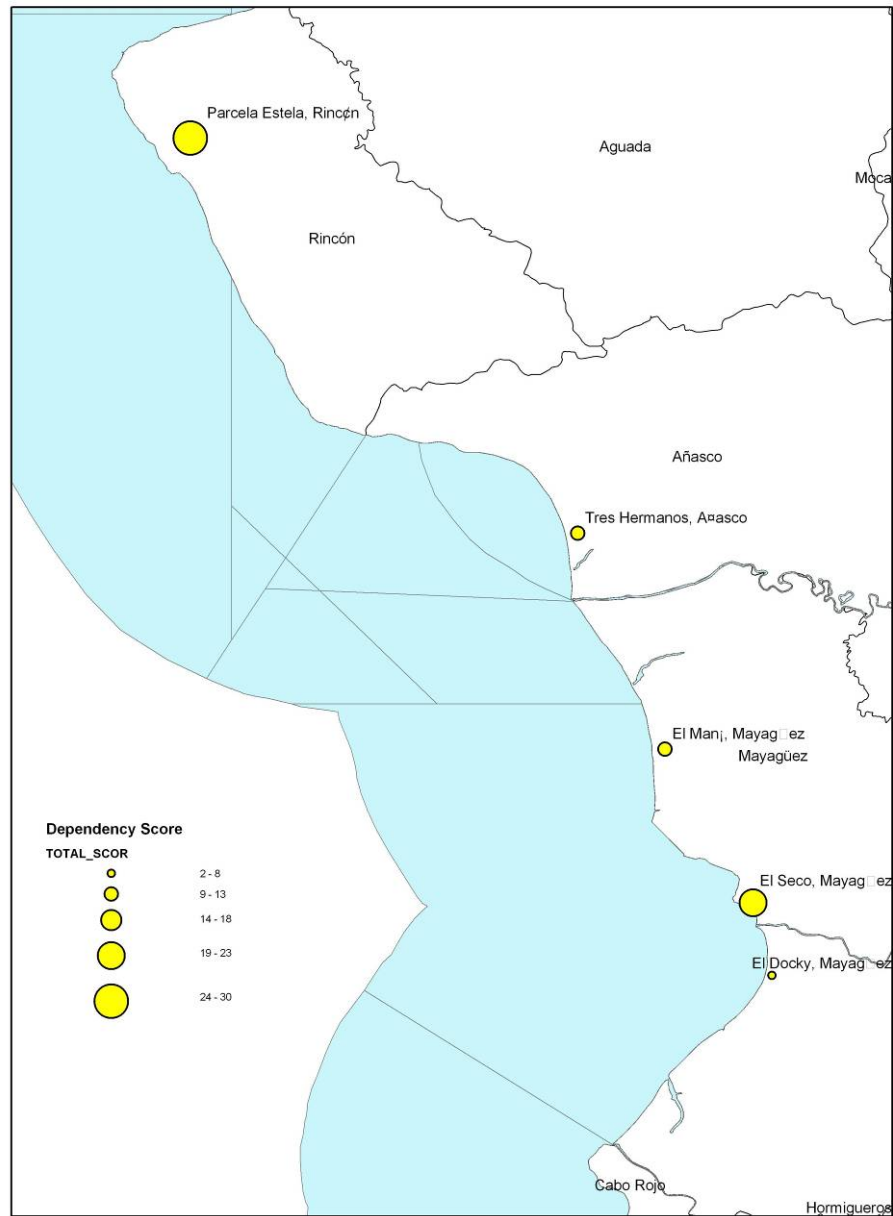 Parcela Estela, Rinc¢n
Aguada
Moca
Rincón
Añasco
Tres Hermanos, A¤asco
El Man¡, Mayag□ez
Mayagüez
Dependency Score
TOTAL_SCOR
2 - 8
9 - 13
14 - 18
19 - 23
24 - 30
El Seco, Mayag□ez
El Docky, Mayag□ez
Cabo Rojo
Hormigueros